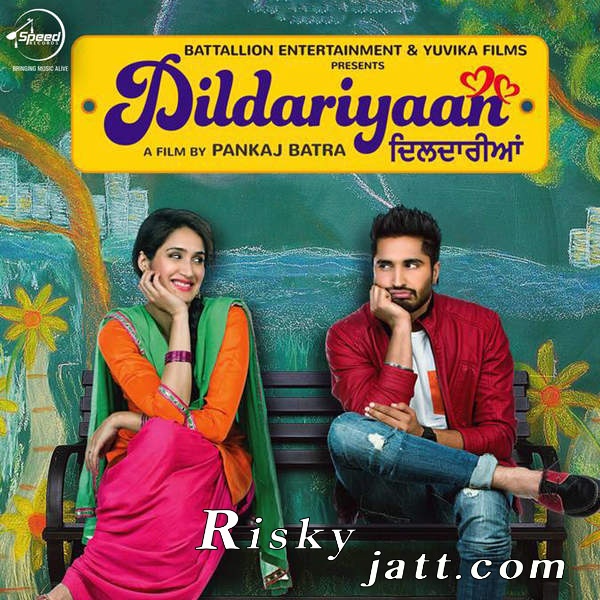 Speed
RECORDS
BRINGING MUSIC ALIVE
BATTALLION ENTERTAINMENT & YUVIKA FILMS
PRESENTS
Dildariyaan
A FILM BY PANKAJ BATRA
ਦਿਲਦਾਰੀਆਂ
Risky
jatt.com